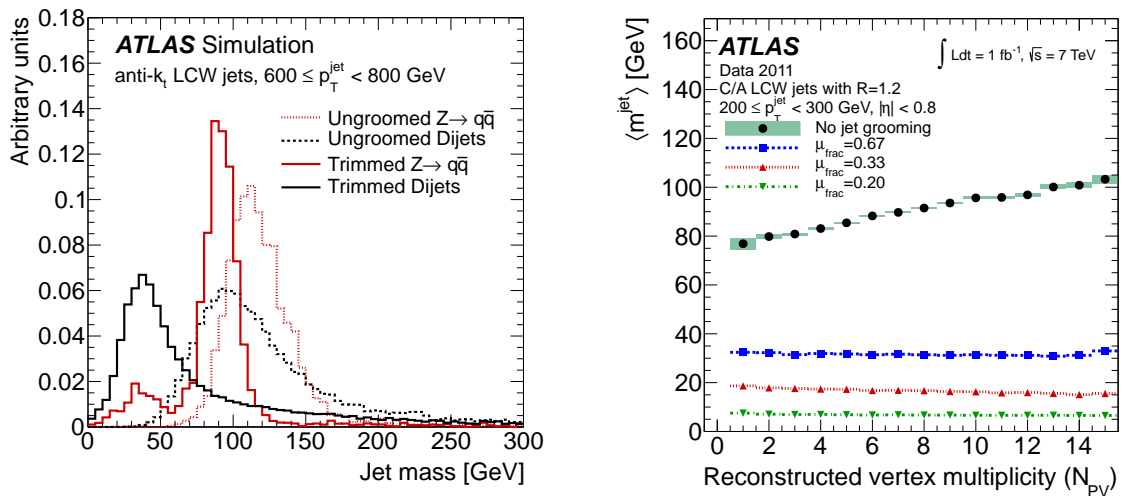 ATLAS Simulation
anti-k_t LCW jets, 600 ≤ p_T^jet < 800 GeV
Ungroomed Z→ qq̄
Ungroomed Dijets
Trimmed Z→ qq̄
Trimmed Dijets
Arbitrary units
0.18
0.16
0.14
0.12
0.1
0.08
0.06
0.04
0.02
0
0 50 100 150 200 250 300
Jet mass [GeV]
ATLAS
∫ Ldt = 1 fb⁻¹, √s = 7 TeV
Data 2011
C/A LCW jets with R=1.2
200 ≤ p_T^jet < 300 GeV, |η| < 0.8
No jet grooming
μ_frac=0.67
μ_frac=0.33
μ_frac=0.20
⟨m^jet⟩ [GeV]
160
140
120
100
80
60
40
20
0
0 2 4 6 8 10 12 14
Reconstructed vertex multiplicity (N_PV)